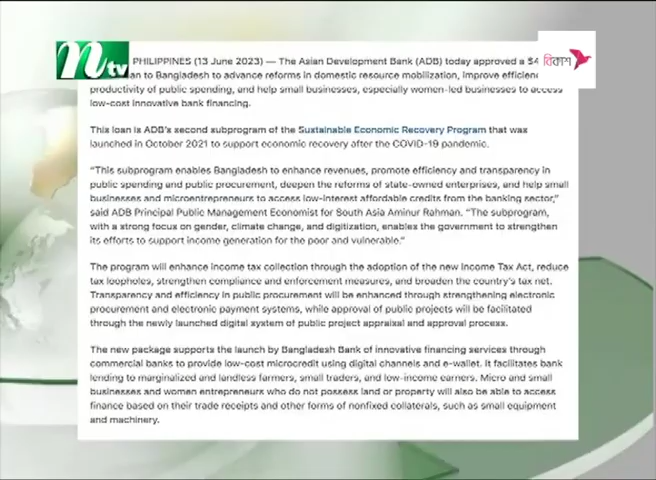 ntv
বিকাশ
PHILIPPINES (13 June 2023) — The Asian Development Bank (ADB) today approved a $4
an to Bangladesh to advance reforms in domestic resource mobilization, improve efficien
productivity of public spending, and help small businesses, especially women-led businesses to access
low-cost innovative bank financing.
This loan is ADB's second subprogram of the Sustainable Economic Recovery Program that was
launched in October 2021 to support economic recovery after the COVID-19 pandemic.
“This subprogram enables Bangladesh to enhance revenues, promote efficiency and transparency in
public spending and public procurement, deepen the reforms of state-owned enterprises, and help small
businesses and microentrepreneurs to access low-interest affordable credits from the banking sector,”
said ADB Principal Public Management Economist for South Asia Aminur Rahman. “The subprogram,
with a strong focus on gender, climate change, and digitization, enables the government to strengthen
its efforts to support income generation for the poor and vulnerable.”
The program will enhance income tax collection through the adoption of the new Income Tax Act, reduce
tax loopholes, strengthen compliance and enforcement measures, and broaden the country's tax net.
Transparency and efficiency in public procurement will be enhanced through strengthening electronic
procurement and electronic payment systems, while approval of public projects will be facilitated
through the newly launched digital system of public project appraisal and approval process.
The new package supports the launch by Bangladesh Bank of innovative financing services through
commercial banks to provide low-cost microcredit using digital channels and e-wallet. It facilitates bank
lending to marginalized and landless farmers, small traders, and low-income earners. Micro and small
businesses and women entrepreneurs who do not possess land or property will also be able to access
finance based on their trade receipts and other forms of nonfixed collaterals, such as small equipment
and machinery.